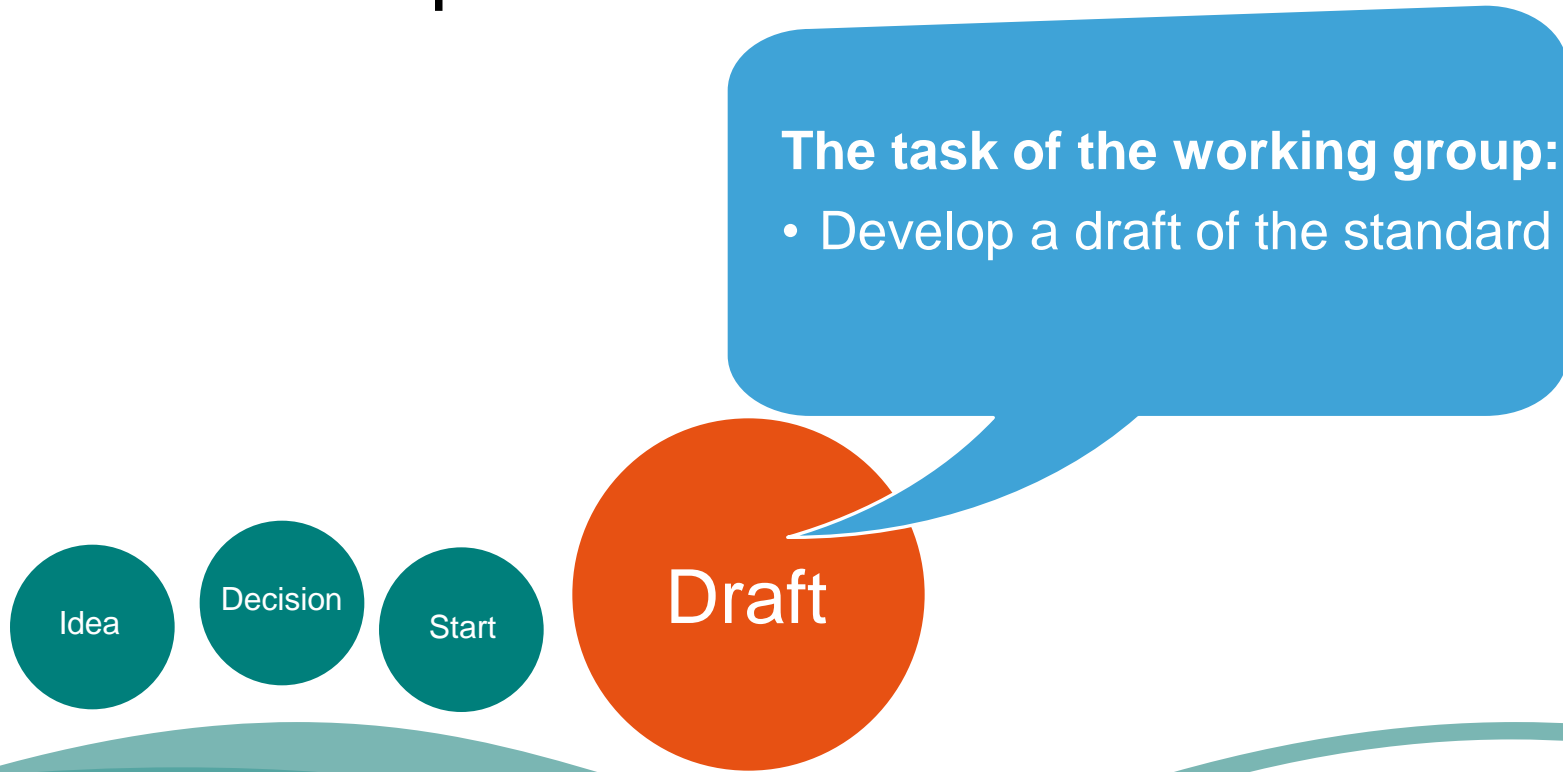 The task of the working group:
• Develop a draft of the standard
Idea
Decision
Start
Draft